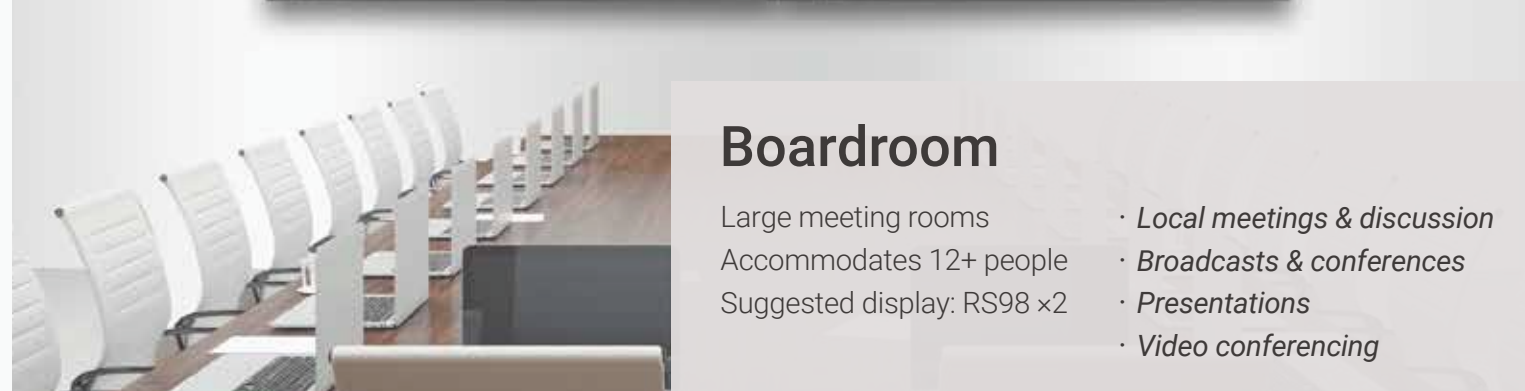 Boardroom
Large meeting rooms
Accommodates 12+ people
Suggested display: RS98 ×2
· Local meetings & discussion
· Broadcasts & conferences
· Presentations
· Video conferencing